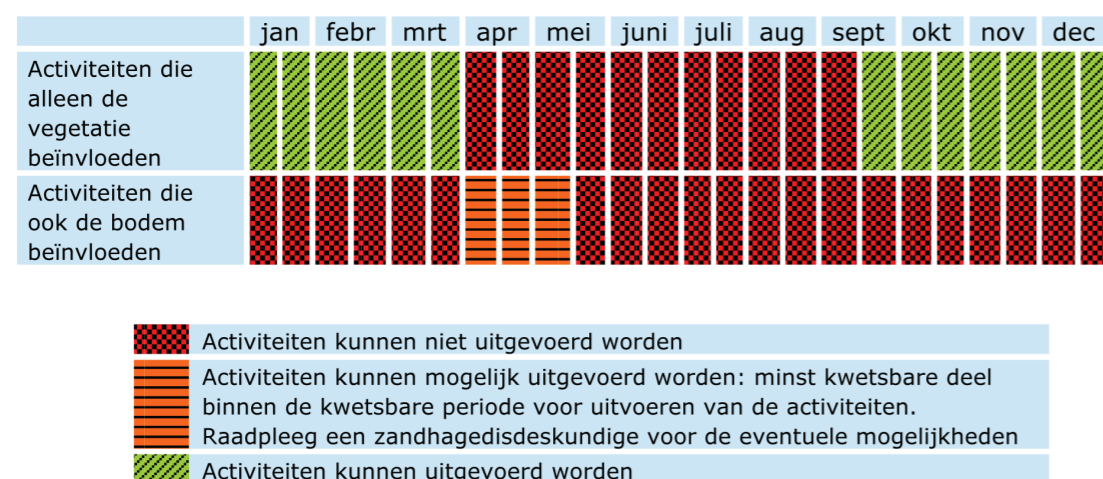 jan febr mrt apr mei juni juli aug sept okt nov dec
Activiteiten die
alleen de
vegetatie
beïnvloeden
Activiteiten die
ook de bodem
beïnvloeden
Activiteiten kunnen niet uitgevoerd worden
Activiteiten kunnen mogelijk uitgevoerd worden: minst kwetsbare deel
binnen de kwetsbare periode voor uitvoeren van de activiteiten.
Raadpleeg een zandhagedisdeskundige voor de eventuele mogelijkheden
Activiteiten kunnen uitgevoerd worden